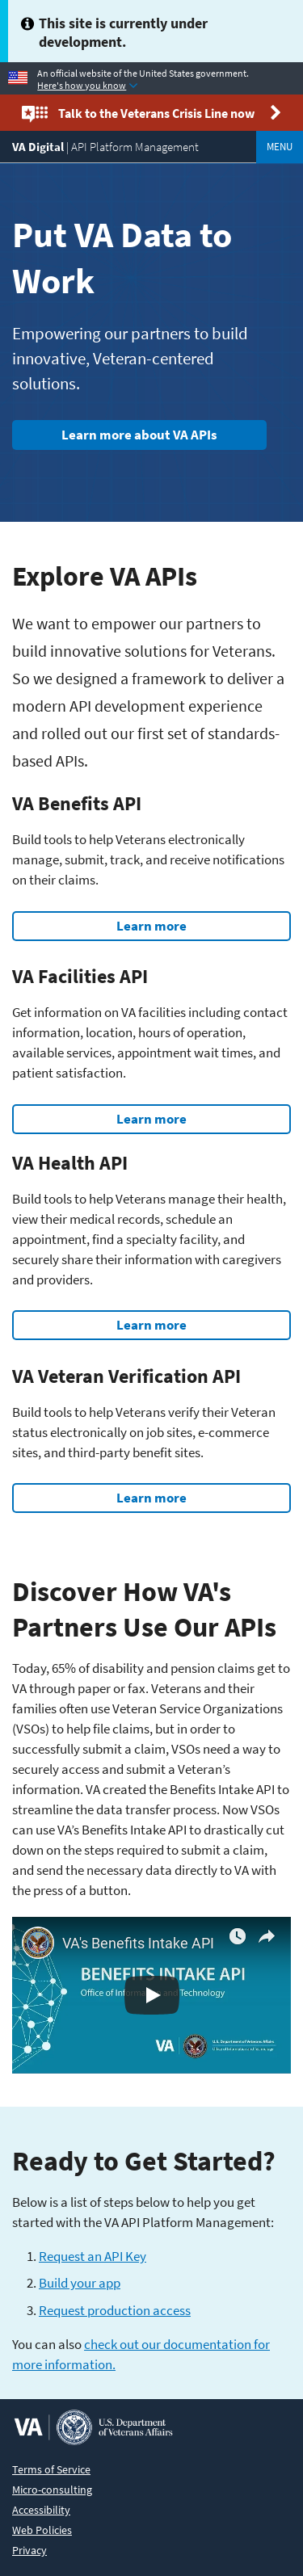 This site is currently under
development.
An official website of the United States government.
Here's how you know
Talk to the Veterans Crisis Line now
VA Digital | API Platform Management
MENU
Put VA Data to
Work
Empowering our partners to build
innovative, Veteran-centered
solutions.
Learn more about VA APIs
Explore VA APIs
We want to empower our partners to
build innovative solutions for Veterans.
So we designed a framework to deliver a
modern API development experience
and rolled out our first set of standards-
based APIs.
VA Benefits API
Build tools to help Veterans electronically
manage, submit, track, and receive notifications
on their claims.
Learn more
VA Facilities API
Get information on VA facilities including contact
information, location, hours of operation,
available services, appointment wait times, and
patient satisfaction.
Learn more
VA Health API
Build tools to help Veterans manage their health,
view their medical records, schedule an
appointment, find a specialty facility, and
securely share their information with caregivers
and providers.
Learn more
VA Veteran Verification API
Build tools to help Veterans verify their Veteran
status electronically on job sites, e-commerce
sites, and third-party benefit sites.
Learn more
Discover How VA's
Partners Use Our APIs
Today, 65% of disability and pension claims get to
VA through paper or fax. Veterans and their
families often use Veteran Service Organizations
(VSOs) to help file claims, but in order to
successfully submit a claim, VSOs need a way to
securely access and submit a Veteran’s
information. VA created the Benefits Intake API to
streamline the data transfer process. Now VSOs
can use VA’s Benefits Intake API to drastically cut
down on the steps required to submit a claim,
and send the necessary data directly to VA with
the press of a button.
VA's Benefits Intake API
BENEFITS INTAKE API
Office of Information and Technology
VA
U.S. Department of Veterans Affairs
Ready to Get Started?
Below is a list of steps below to help you get
started with the VA API Platform Management:
1. Request an API Key
2. Build your app
3. Request production access
You can also check out our documentation for
more information.
VA
U.S. Department
of Veterans Affairs
Terms of Service
Micro-consulting
Accessibility
Web Policies
Privacy